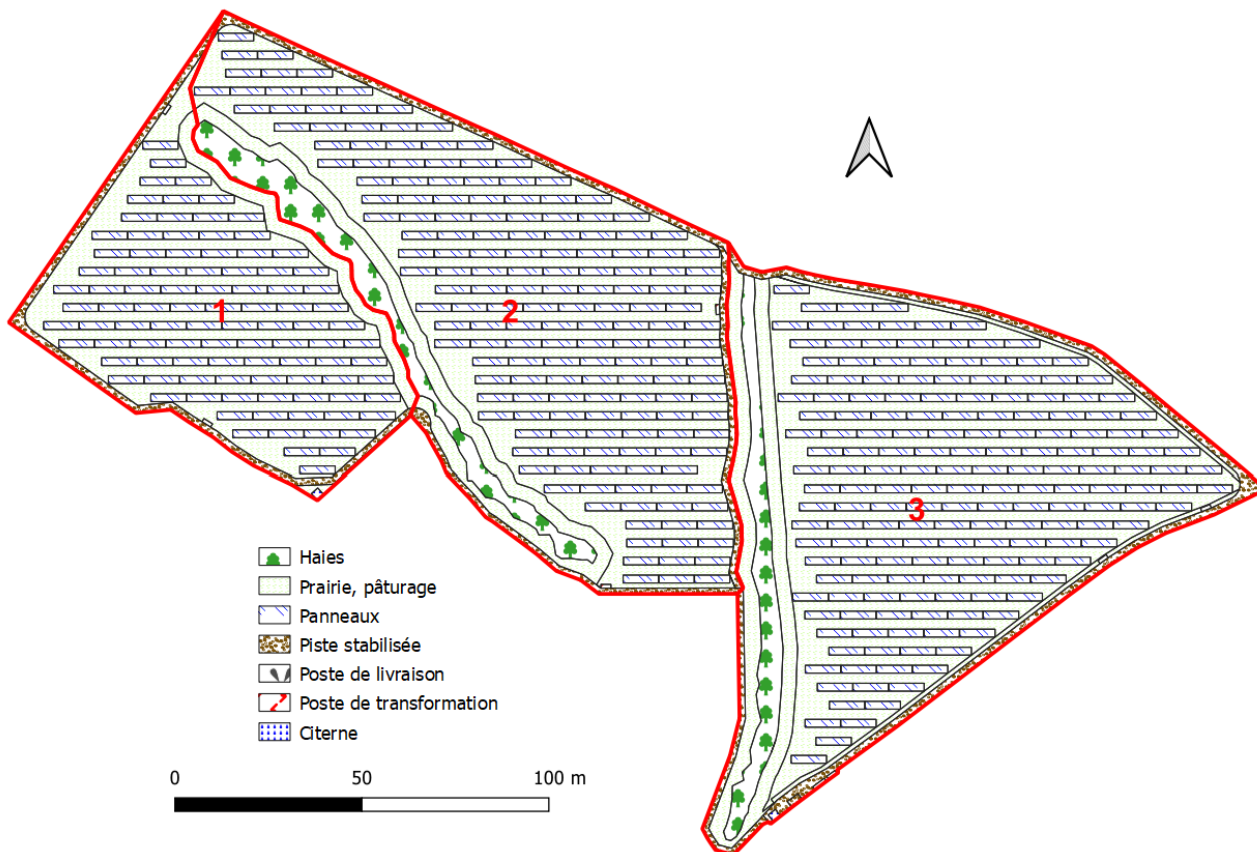 1
2
3
Haies
Prairie, pâturage
Panneaux
Piste stabilisée
Poste de livraison
Poste de transformation
Citerne
0 50 100 m